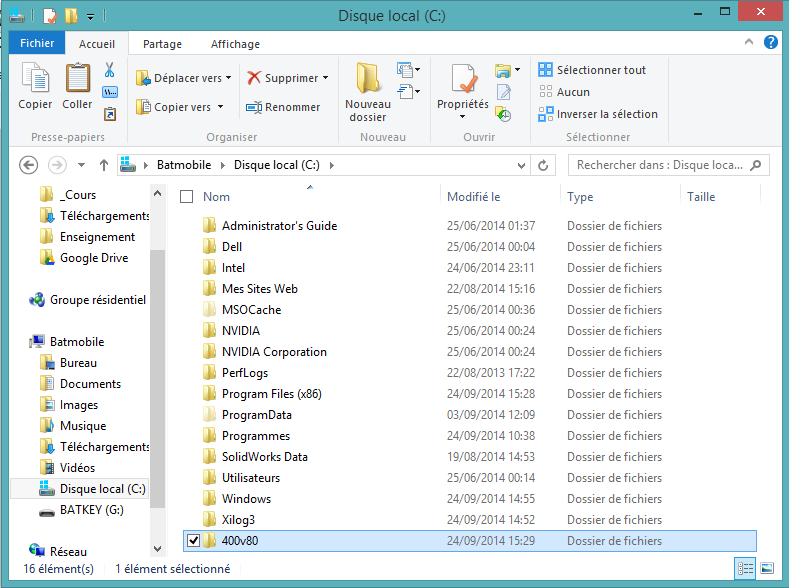 Disque local (C:)
Fichier Accueil Partage Affichage
Copier Coller Déplacer vers Copier vers Supprimer Renommer Nouveau dossier Propriétés Sélectionner tout Aucun Inverser la sélection
Presse-papiers Organiser Nouveau Ouvrir Sélectionner
Batmobile Disque local (C:) Rechercher dans : Disque loca...
Nom Modifié le Type Taille
_Cours
Téléchargements
Enseignement
Google Drive
Groupe résidentiel
Batmobile
Bureau
Documents
Images
Musique
Téléchargements
Vidéos
Disque local (C:)
BATKEY (G:)
Réseau
Administrator's Guide 25/06/2014 01:37 Dossier de fichiers
Dell 25/06/2014 00:04 Dossier de fichiers
Intel 24/06/2014 23:11 Dossier de fichiers
Mes Sites Web 22/08/2014 15:16 Dossier de fichiers
MSOCache 25/06/2014 00:36 Dossier de fichiers
NVIDIA 25/06/2014 00:24 Dossier de fichiers
NVIDIA Corporation 25/06/2014 00:24 Dossier de fichiers
PerfLogs 22/08/2013 17:22 Dossier de fichiers
Program Files (x86) 24/09/2014 15:28 Dossier de fichiers
ProgramData 03/09/2014 12:09 Dossier de fichiers
Programmes 24/09/2014 10:38 Dossier de fichiers
SolidWorks Data 19/08/2014 14:53 Dossier de fichiers
Utilisateurs 25/06/2014 00:14 Dossier de fichiers
Windows 24/09/2014 14:55 Dossier de fichiers
Xilog3 24/09/2014 14:52 Dossier de fichiers
400v80 24/09/2014 15:29 Dossier de fichiers
16 élément(s) 1 élément sélectionné